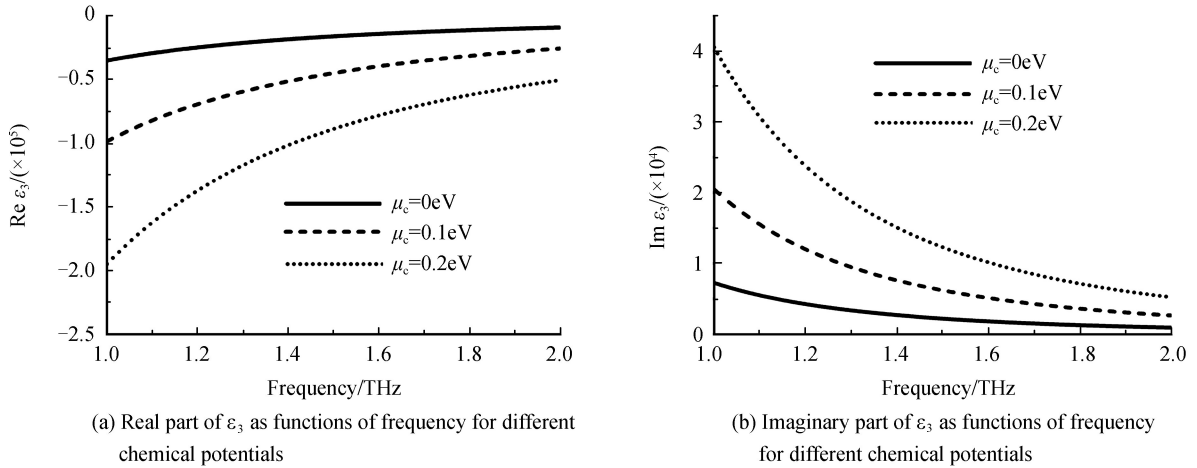 0
−0.5
−1.0
−1.5
−2.0
−2.5
Re ε₃/(×10⁵)
μc=0eV
μc=0.1eV
μc=0.2eV
1.0 1.2 1.4 1.6 1.8 2.0
Frequency/THz
(a) Real part of ε₃ as functions of frequency for different
chemical potentials
4
3
2
1
0
Im ε₃/(×10⁴)
μc=0eV
μc=0.1eV
μc=0.2eV
1.0 1.2 1.4 1.6 1.8 2.0
Frequency/THz
(b) Imaginary part of ε₃ as functions of frequency
for different chemical potentials